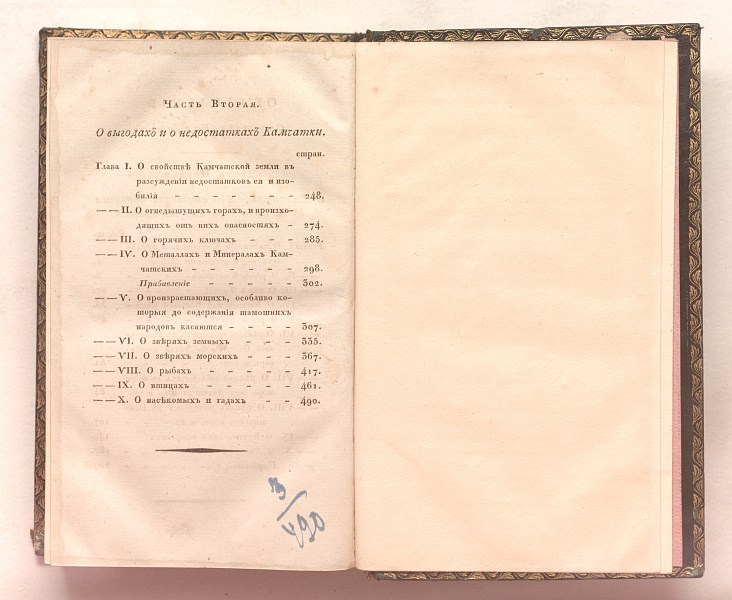 Часть Вторая.
О выгодахъ и о недостаткахъ Камчатки.
стран.
Глава I. О свойствѣ Камчатской земли въ
разсужденіи недостатковъ ея и изо-
билія – – – – – – 248.
— — II. О огнедышущихъ горахъ, и произхо-
дящихъ отъ нихъ опасностяхъ – 274.
— — III. О горячихъ ключахъ – – – 285.
— — IV. О Металлахъ и Минералахъ Кам-
чатскихъ – – – – – 298.
Прибавленіе – – – – – 302.
— — V. О произрастающихъ, особливо ко-
торыя до содержанія тамошнихъ
народовъ касаются – – – – 307.
— — VI. О звѣряхъ земныхъ – – – 335.
— — VII. О звѣряхъ морскихъ – – – 367.
— — VIII. О рыбахъ – – – – – 417.
— — IX. О птицахъ – – – – – 461.
— — X. О насѣкомыхъ и гадахъ – – 490.